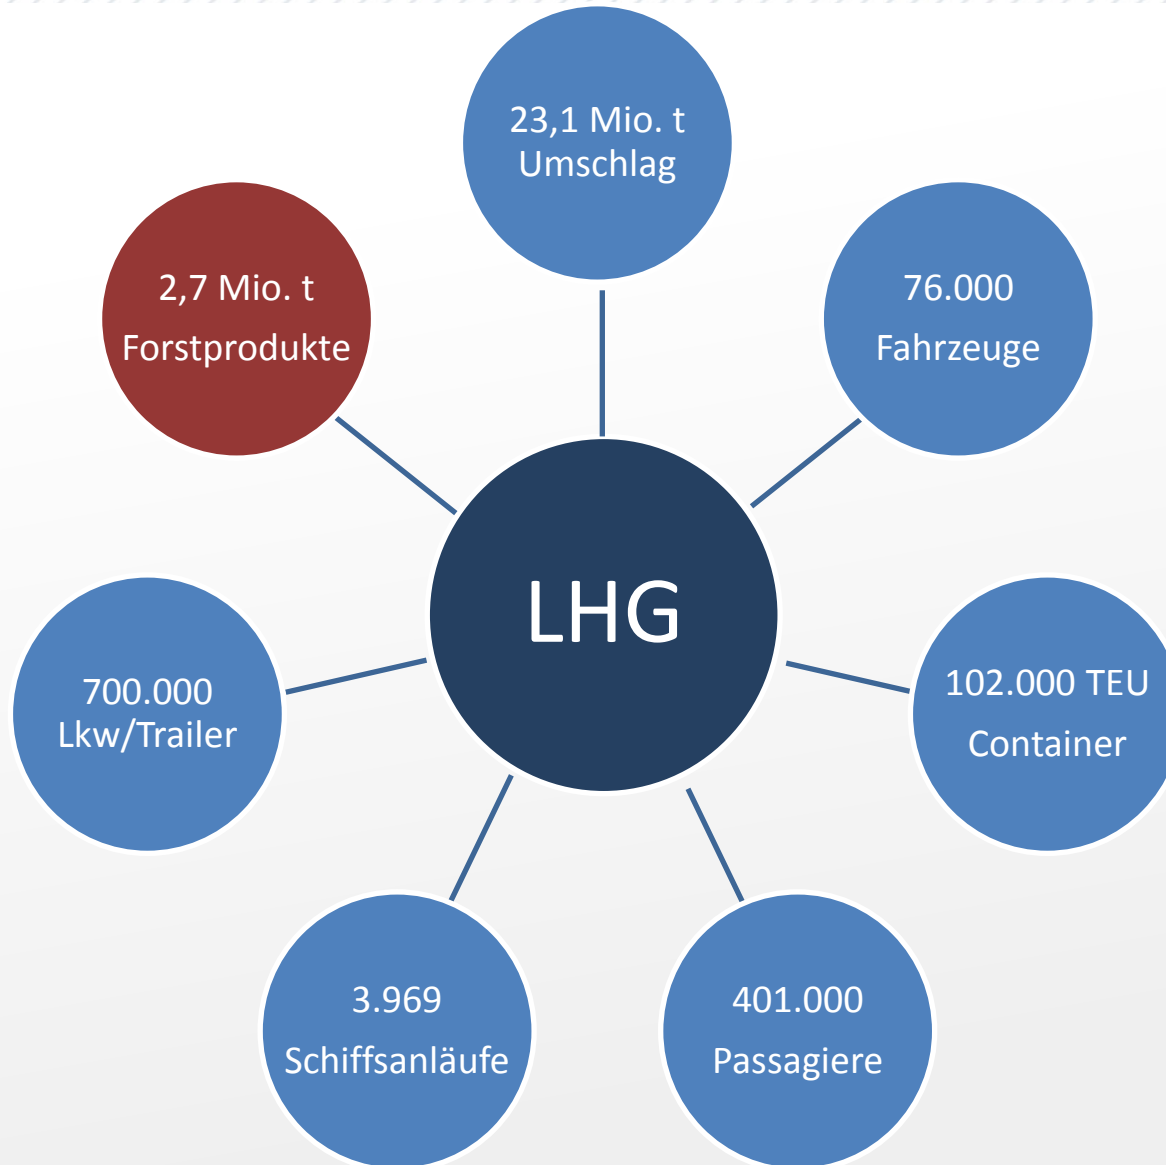 23,1 Mio. t
Umschlag
2,7 Mio. t
Forstprodukte
76.000
Fahrzeuge
LHG
700.000
Lkw/Trailer
102.000 TEU
Container
3.969
Schiffsanläufe
401.000
Passagiere